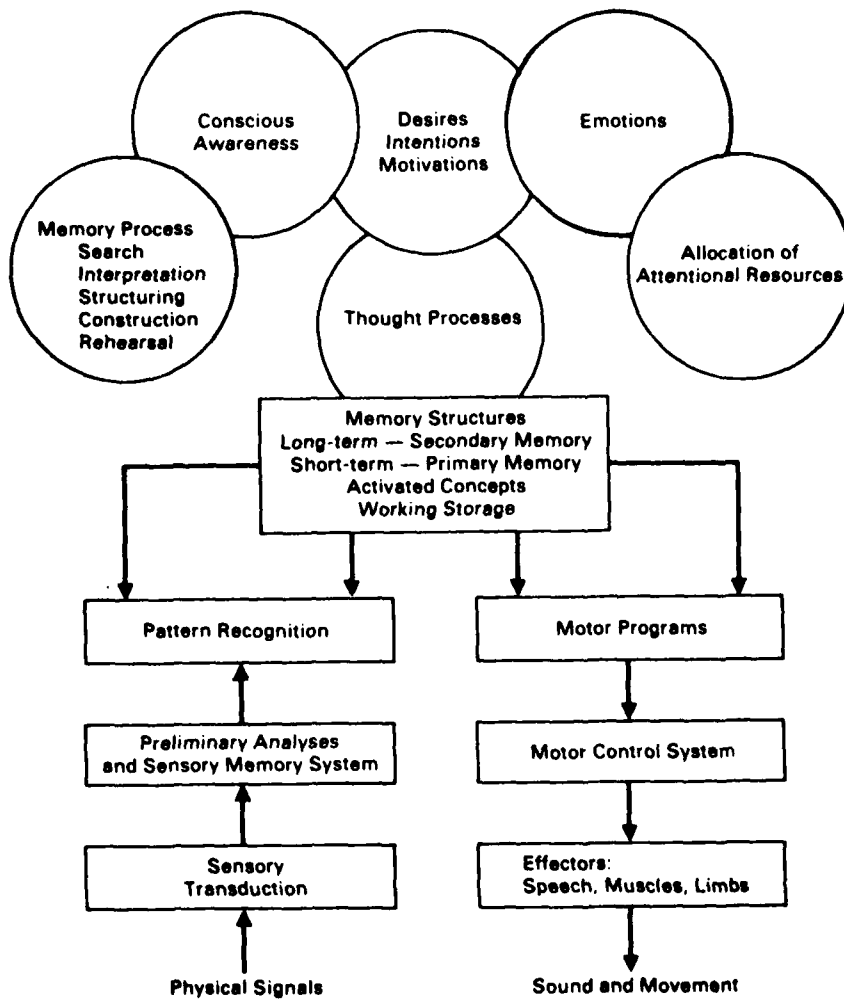 Conscious
Awareness
Desires
Intentions
Motivations
Emotions
Memory Process
Search
Interpretation
Structuring
Construction
Rehearsal
Allocation of
Attentional Resources
Thought Processes
Memory Structures
Long-term — Secondary Memory
Short-term — Primary Memory
Activated Concepts
Working Storage
Pattern Recognition
Motor Programs
Preliminary Analyses
and Sensory Memory System
Motor Control System
Sensory
Transduction
Effectors:
Speech, Muscles, Limbs
Physical Signals
Sound and Movement